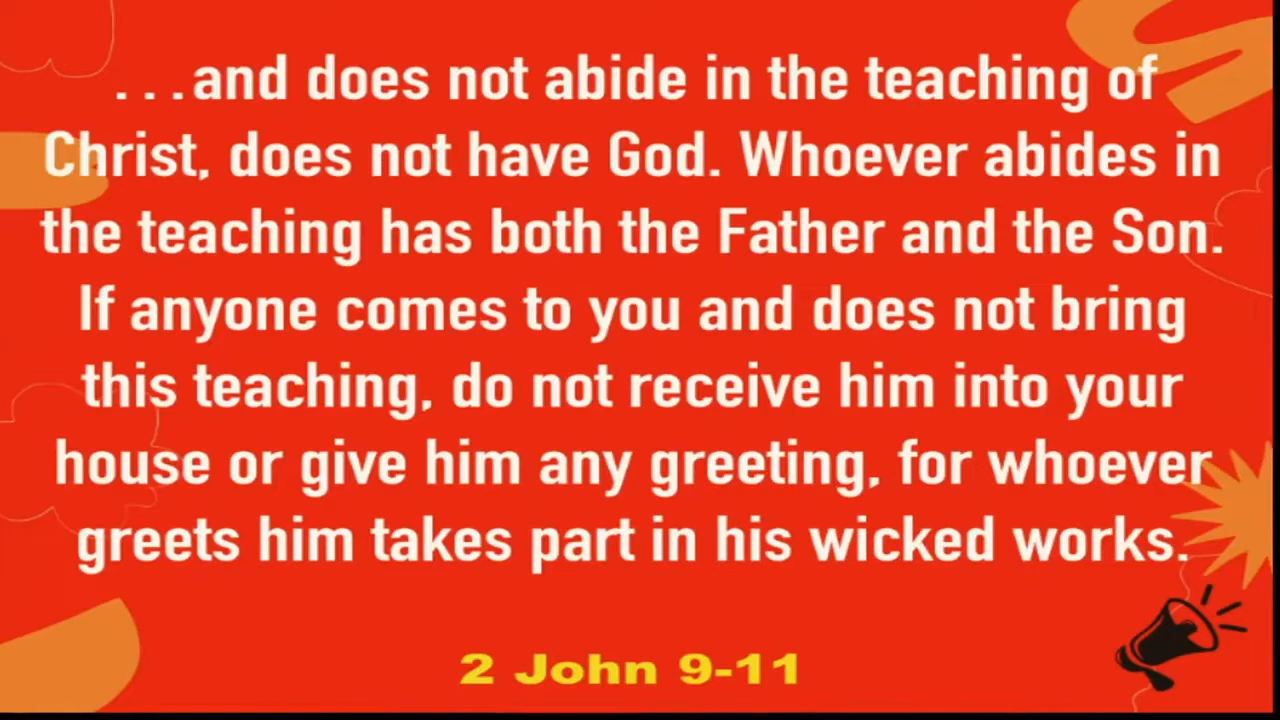 ...and does not abide in the teaching of
Christ, does not have God. Whoever abides in
the teaching has both the Father and the Son.
If anyone comes to you and does not bring
this teaching, do not receive him into your
house or give him any greeting, for whoever
greets him takes part in his wicked works.
2 John 9-11